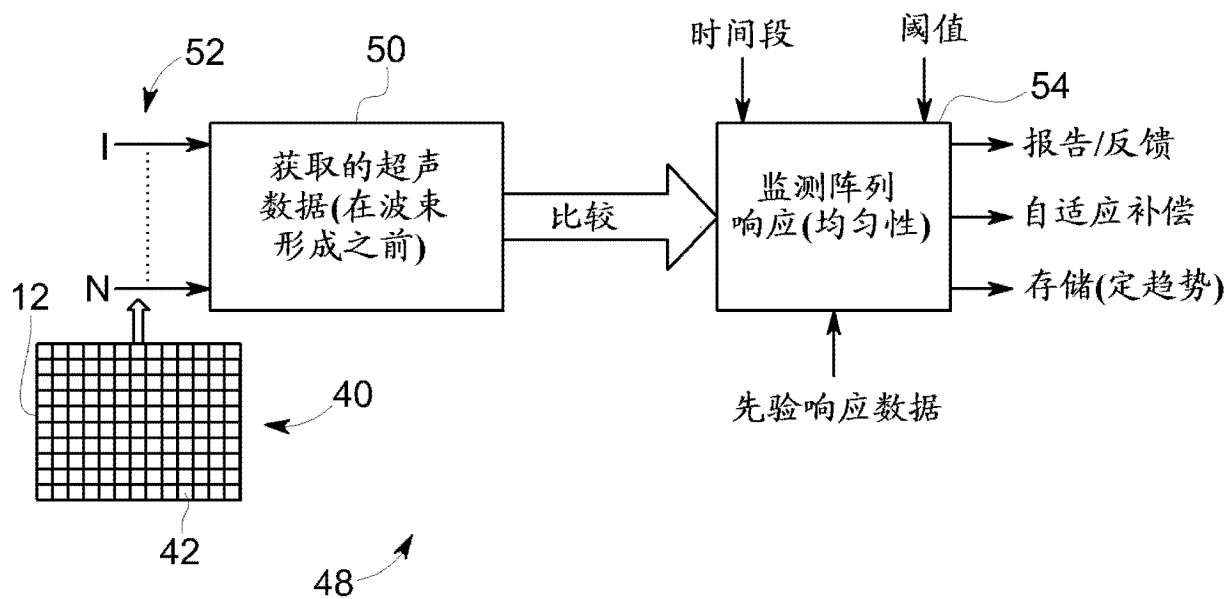 52
50
时间段
阈值
54
I
N
获取的超声
数据(在波束
形成之前)
比较
监测阵列
响应(均匀性)
报告/反馈
自适应补偿
存储(定趋势)
12
40
42
先验响应数据
48